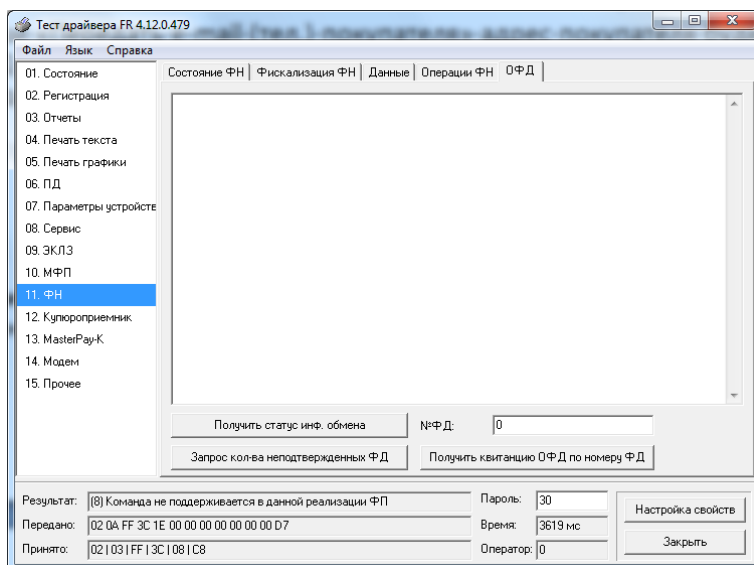 Тест драйвера FR 4.12.0.479
Файл Язык Справка
01. Состояние
02. Регистрация
03. Отчеты
04. Печать текста
05. Печать графики
06. ПД
07. Параметры устройств
08. Сервис
09. ЭКЛЗ
10. МФП
11. ФН
12. Купюроприемник
13. MasterPay-K
14. Модем
15. Прочее
Состояние ФН Фискализация ФН Данные Операции ФН ОФД
Получить статус инф. обмена №ФД: 0
Запрос кол-ва неподтвержденных ФД Получить квитанцию ОФД по номеру ФД
Результат: (8) Команда не поддерживается в данной реализации ФП Пароль: 30
Настройка свойств
Передано: 02 0A FF 3C 1E 00 00 00 00 00 00 00 D7 Время: 3619 мс
Закрыть
Принято: 02 | 03 | FF | 3C | 08 | C8 Оператор: 0